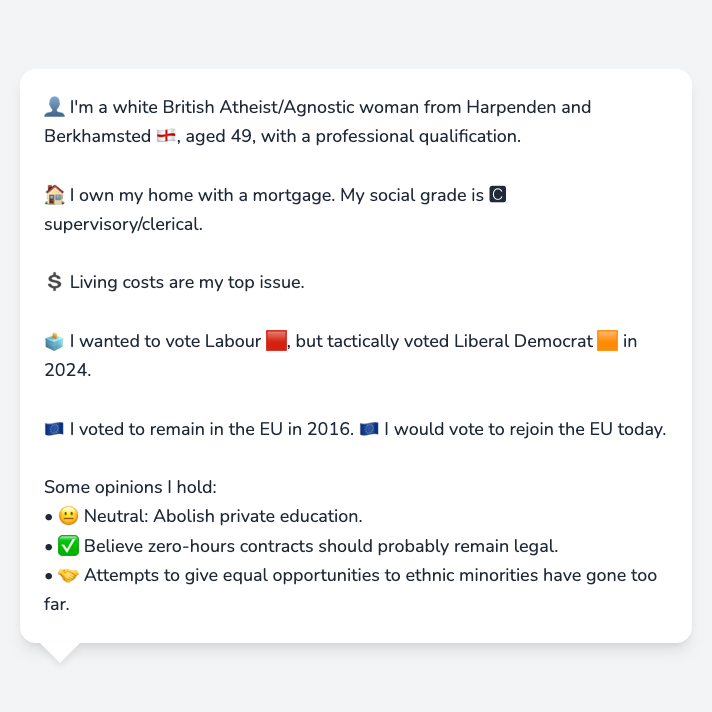 👤 I'm a white British Atheist/Agnostic woman from Harpenden and
Berkhamsted 🏴󠁧󠁢󠁥󠁮󠁧󠁿, aged 49, with a professional qualification.
🏠 I own my home with a mortgage. My social grade is C
supervisory/clerical.
💲 Living costs are my top issue.
🗳️ I wanted to vote Labour 🟥, but tactically voted Liberal Democrat 🟧 in
2024.
🇪🇺 I voted to remain in the EU in 2016. 🇪🇺 I would vote to rejoin the EU today.
Some opinions I hold:
• 😐 Neutral: Abolish private education.
• ✅ Believe zero-hours contracts should probably remain legal.
• 🤝 Attempts to give equal opportunities to ethnic minorities have gone too
far.